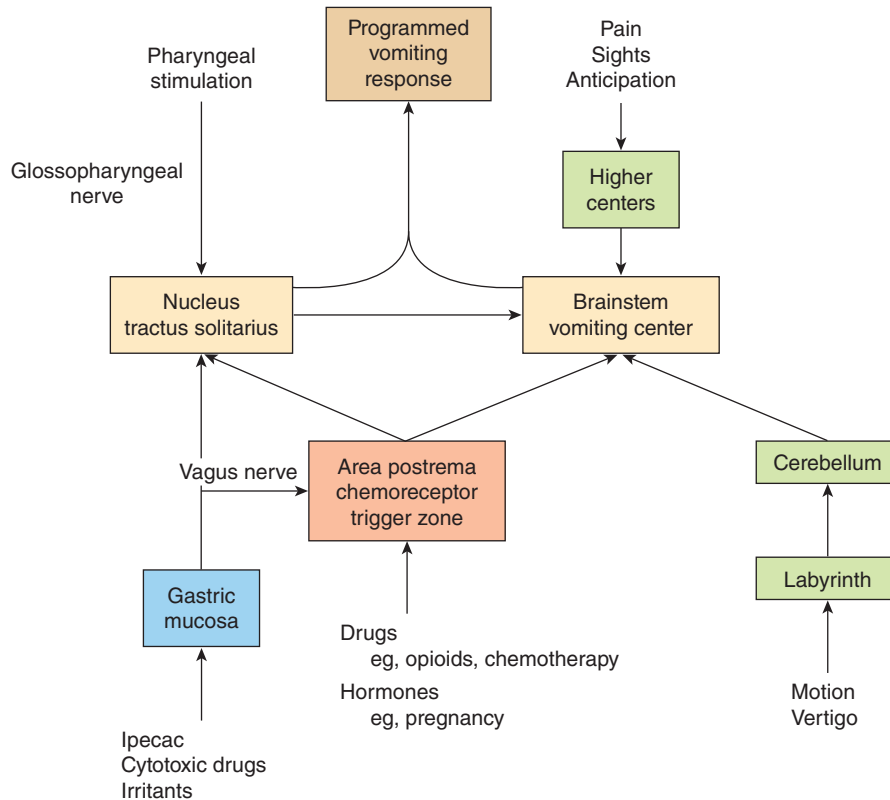 Programmed
vomiting
response
Pharyngeal
stimulation
Pain
Sights
Anticipation
Glossopharyngeal
nerve
Higher
centers
Nucleus
tractus solitarius
Brainstem
vomiting center
Vagus nerve
Area postrema
chemoreceptor
trigger zone
Cerebellum
Gastric
mucosa
Labyrinth
Drugs
eg, opioids, chemotherapy
Hormones
eg, pregnancy
Motion
Vertigo
Ipecac
Cytotoxic drugs
Irritants